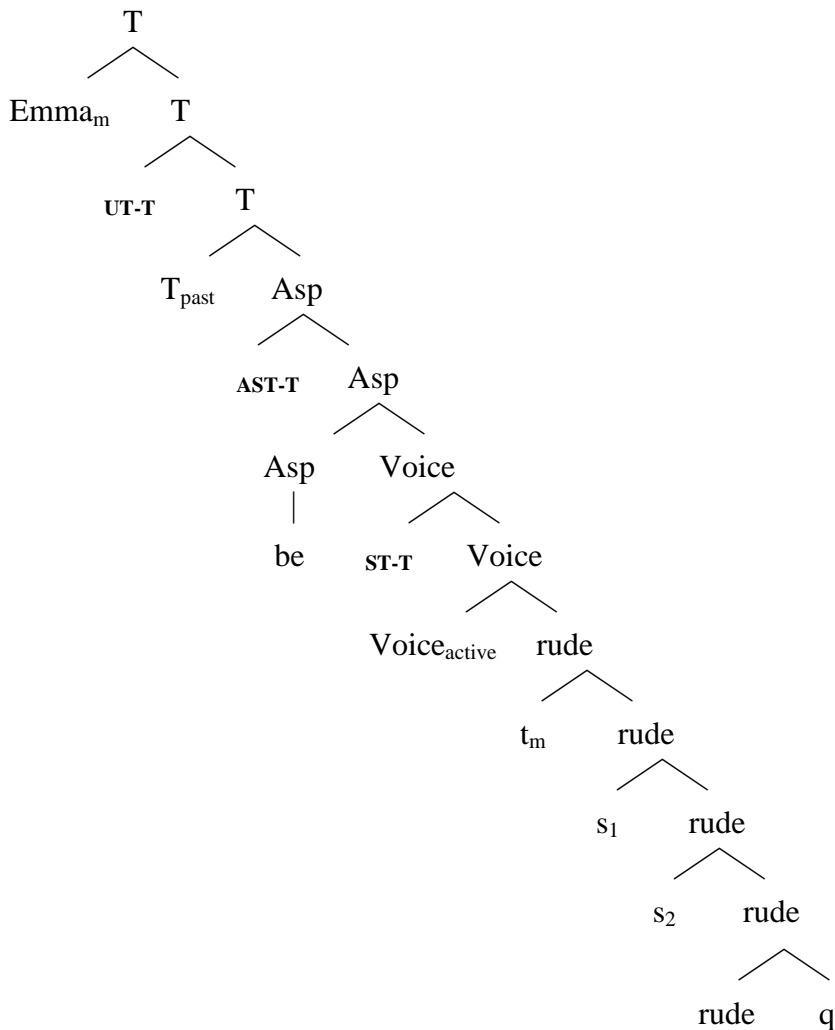 T
Emmam T
UT-T T
Tpast Asp
AST-T Asp
Asp Voice
be ST-T Voice
Voiceactive rude
tm rude
s1 rude
s2 rude
rude q